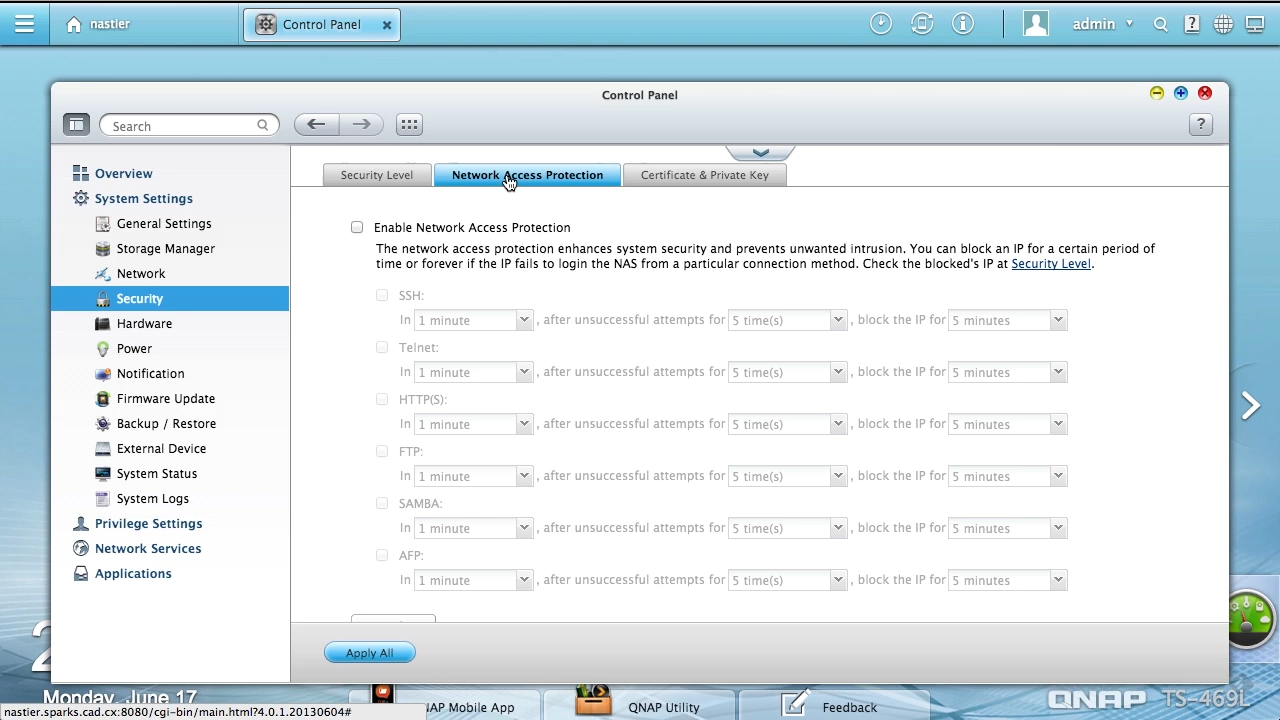 nastier
Control Panel
admin
Control Panel
Search
?
Overview
System Settings
General Settings
Storage Manager
Network
Security
Hardware
Power
Notification
Firmware Update
Backup / Restore
External Device
System Status
System Logs
Privilege Settings
Network Services
Applications
Security Level
Network Access Protection
Certificate & Private Key
Enable Network Access Protection
The network access protection enhances system security and prevents unwanted intrusion. You can block an IP for a certain period of
time or forever if the IP fails to login the NAS from a particular connection method. Check the blocked's IP at Security Level.
SSH:
In 1 minute , after unsuccessful attempts for 5 time(s) , block the IP for 5 minutes
Telnet:
In 1 minute , after unsuccessful attempts for 5 time(s) , block the IP for 5 minutes
HTTP(S):
In 1 minute , after unsuccessful attempts for 5 time(s) , block the IP for 5 minutes
FTP:
In 1 minute , after unsuccessful attempts for 5 time(s) , block the IP for 5 minutes
SAMBA:
In 1 minute , after unsuccessful attempts for 5 time(s) , block the IP for 5 minutes
AFP:
In 1 minute , after unsuccessful attempts for 5 time(s) , block the IP for 5 minutes
Apply All
Monday, June 17
QNAP Mobile App
QNAP Utility
Feedback
QNAP TS-469L
nastier.sparks.cad.cx:8080/cgi-bin/main.html?4.0.1.20130604#